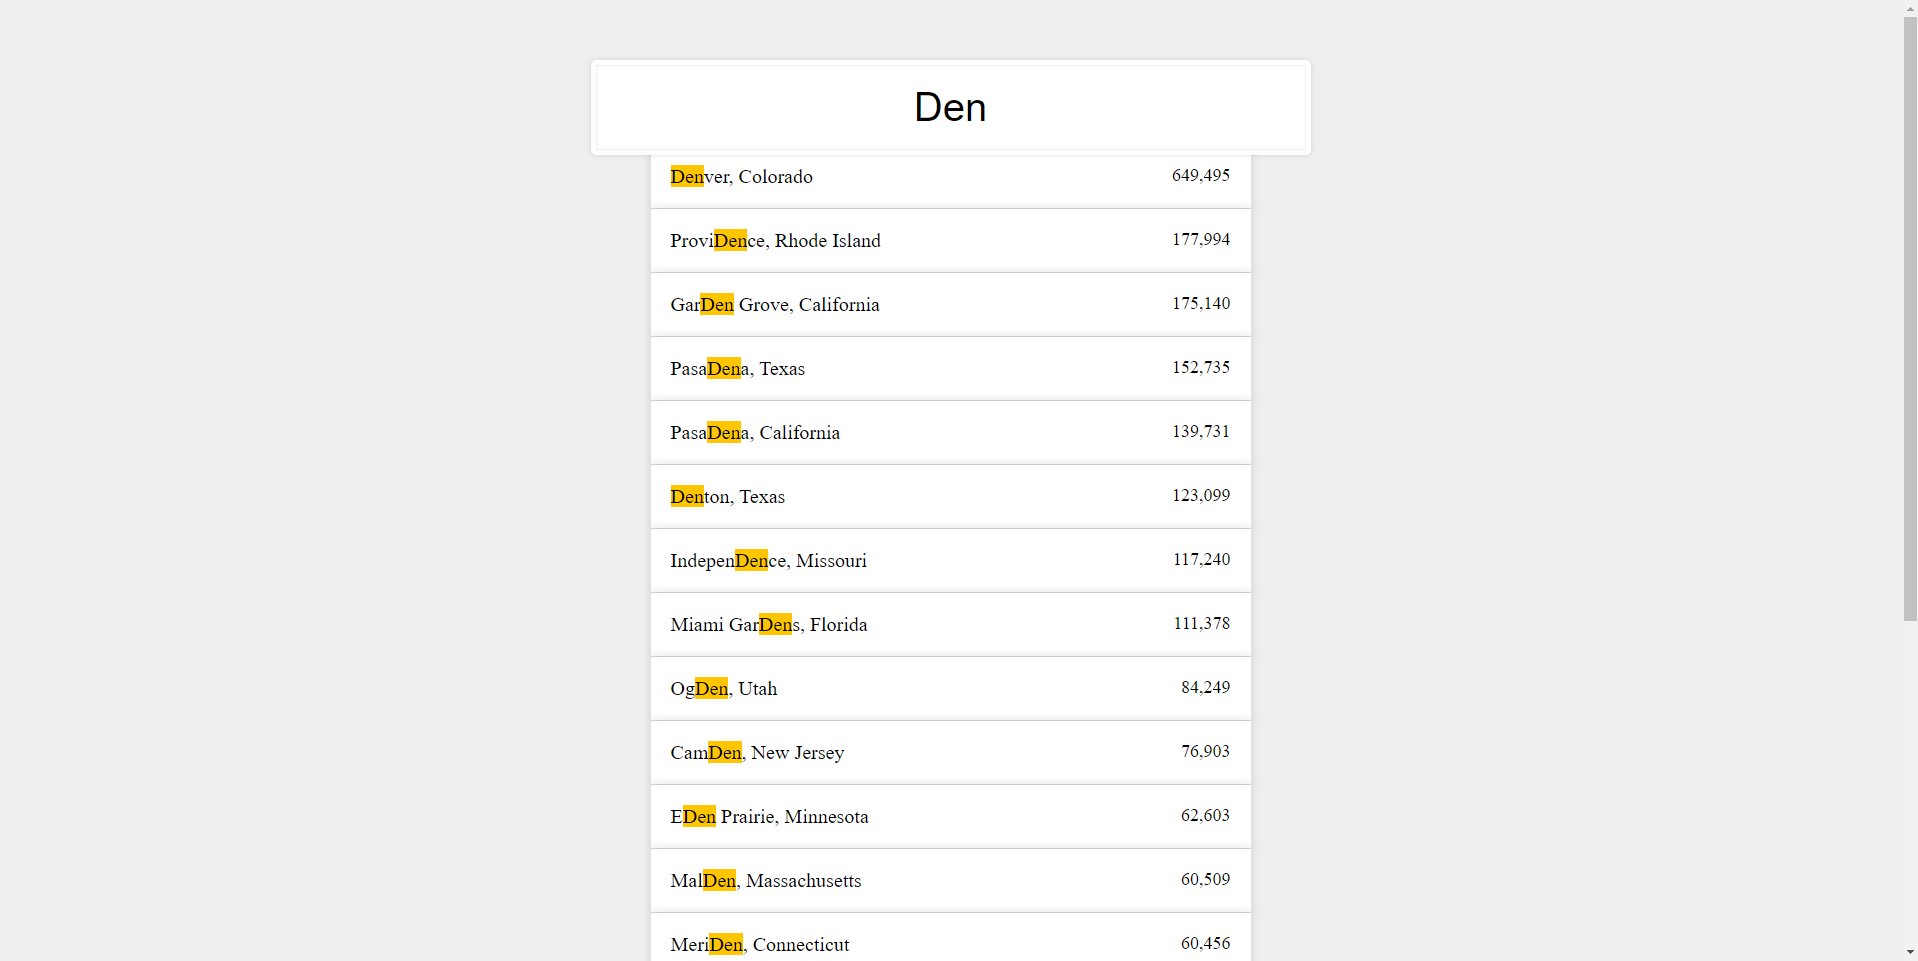 Den
Denver, Colorado 649,495
ProviDence, Rhode Island 177,994
GarDen Grove, California 175,140
PasaDena, Texas 152,735
PasaDena, California 139,731
Denton, Texas 123,099
IndepenDence, Missouri 117,240
Miami GarDens, Florida 111,378
OgDen, Utah 84,249
CamDen, New Jersey 76,903
EDen Prairie, Minnesota 62,603
MalDen, Massachusetts 60,509
MeriDen, Connecticut 60,456